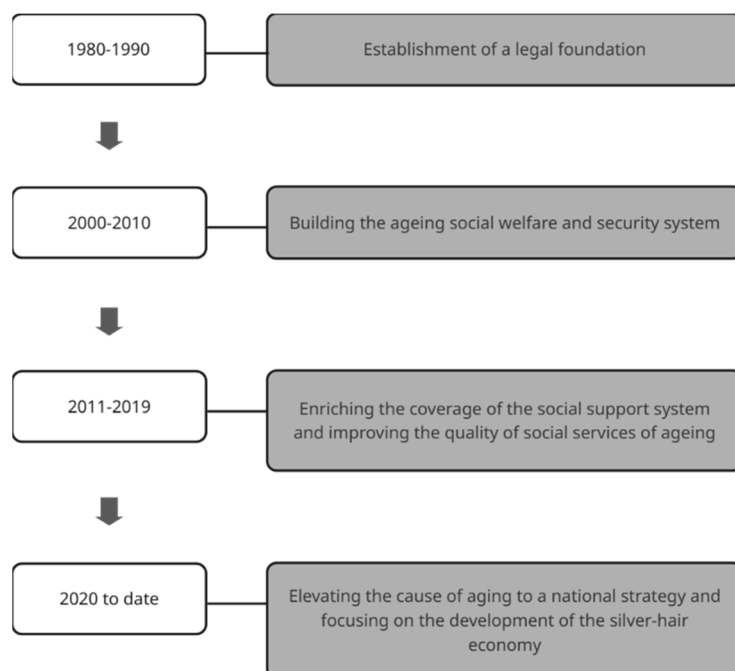 1980-1990
Establishment of a legal foundation
2000-2010
Building the ageing social welfare and security system
2011-2019
Enriching the coverage of the social support system
and improving the quality of social services of ageing
2020 to date
Elevating the cause of aging to a national strategy and
focusing on the development of the silver-hair
economy